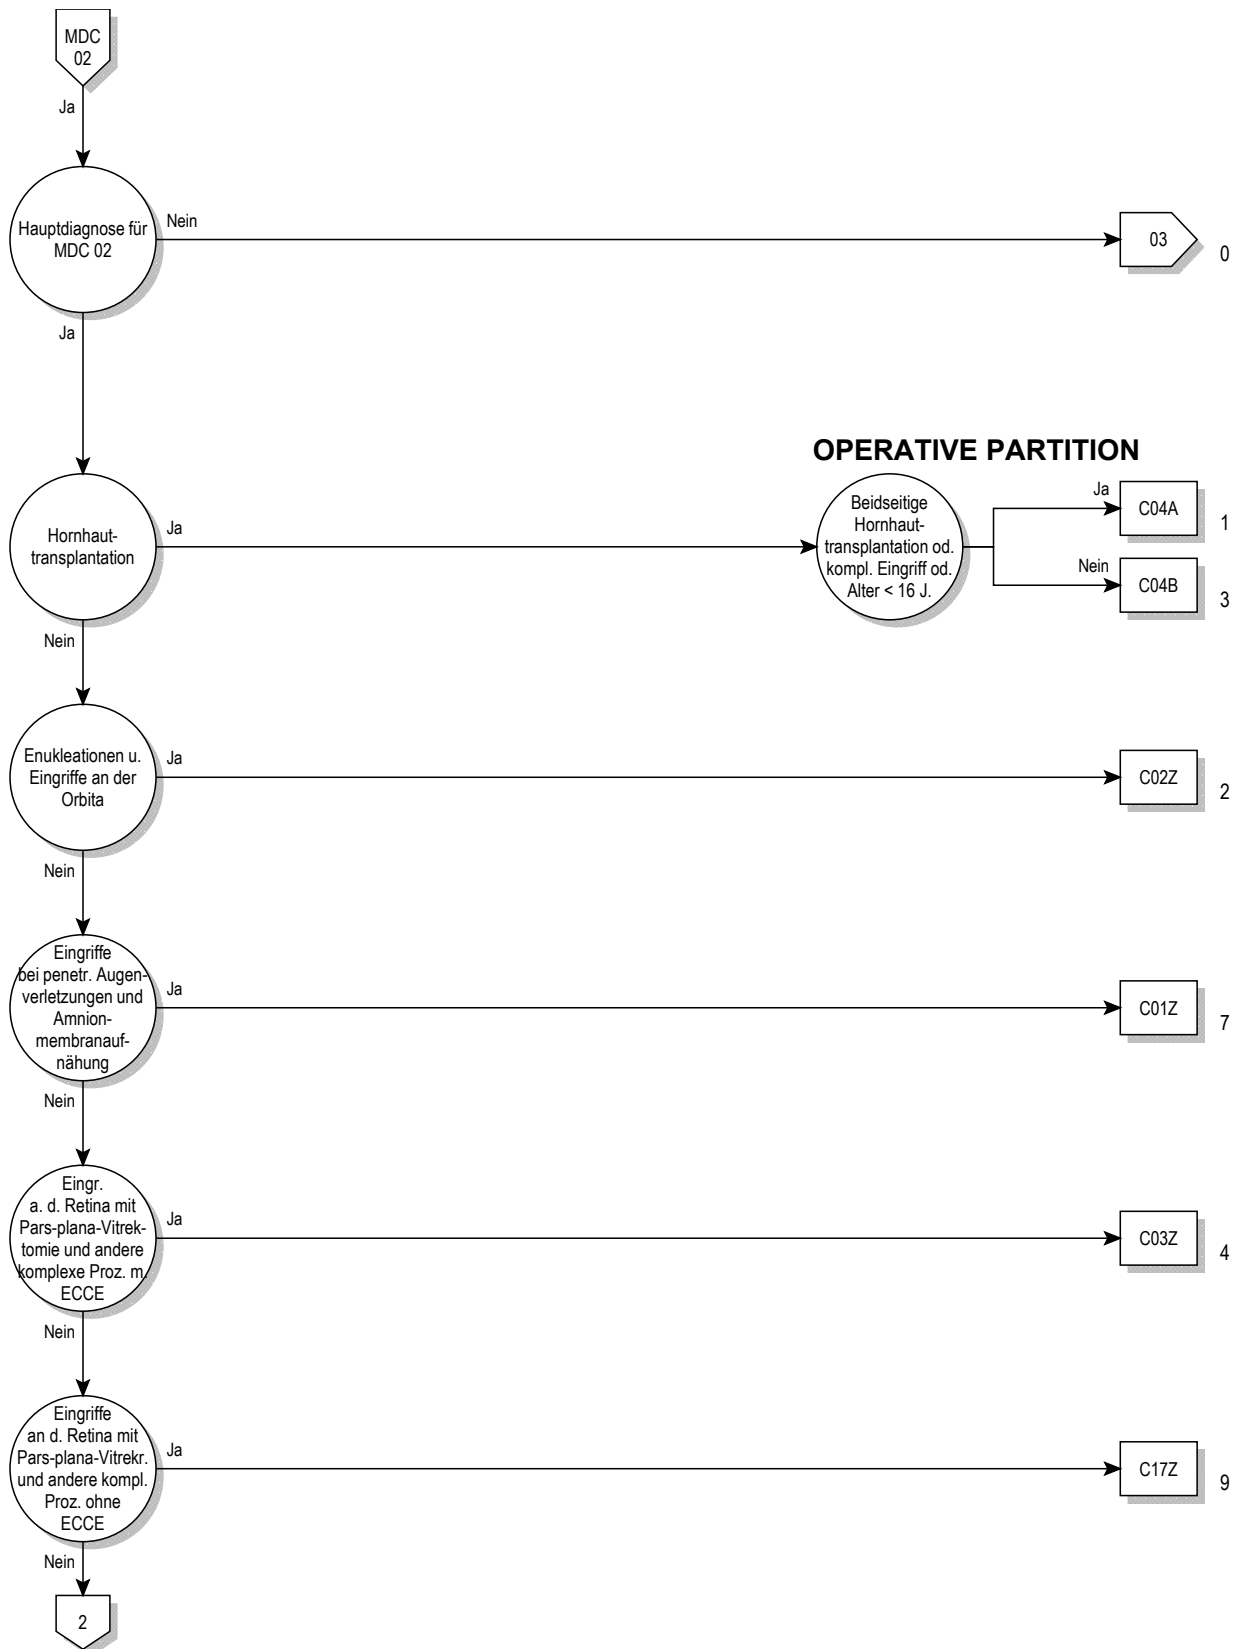 MDC
02
Ja
Hauptdiagnose für
MDC 02
Nein
03
0
Ja
OPERATIVE PARTITION
Hornhaut-
transplantation
Ja
Beidseitige
Hornhaut-
transplantation od.
kompl. Eingriff od.
Alter < 16 J.
Ja
C04A
1
Nein
C04B
3
Nein
Enukleationen u.
Eingriffe an der
Orbita
Ja
C02Z
2
Nein
Eingriffe
bei penetr. Augen-
verletzungen und
Amnion-
membranauf-
nähung
Ja
C01Z
7
Nein
Eingr.
a. d. Retina mit
Pars-plana-Vitrek-
tomie und andere
komplexe Proz. m.
ECCE
Ja
C03Z
4
Nein
Eingriffe
an d. Retina mit
Pars-plana-Vitrekr.
und andere kompl.
Proz. ohne
ECCE
Ja
C17Z
9
Nein
2